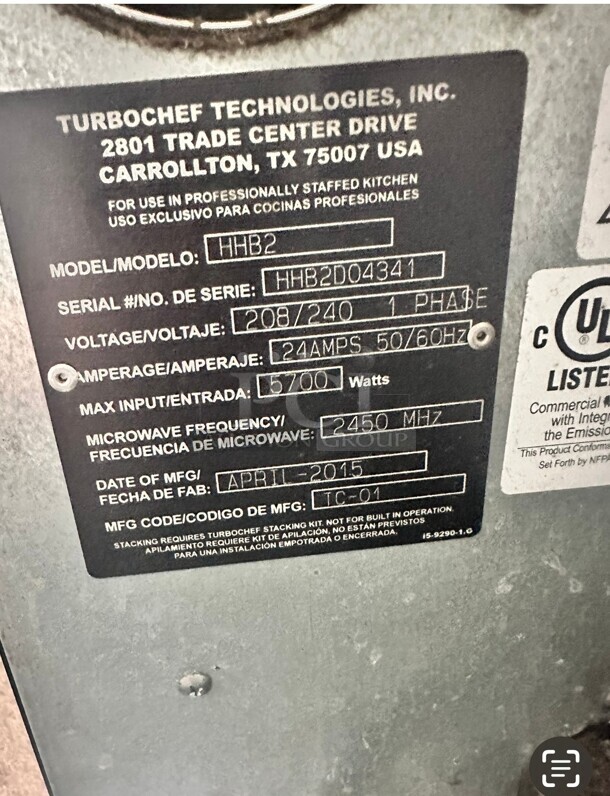 TURBOCHEF TECHNOLOGIES, INC.
2801 TRADE CENTER DRIVE
CARROLLTON, TX 75007 USA
FOR USE IN PROFESSIONALLY STAFFED KITCHEN
USO EXCLUSIVO PARA COCINAS PROFESIONALES
MODEL/MODELO: HHB2
SERIAL #/NO. DE SERIE: HHB2D04341
VOLTAGE/VOLTAJE: 208/240 1 PHASE
AMPERAGE/AMPERAJE: 24AMPS 50/60Hz
MAX INPUT/ENTRADA: 5700 Watts
MICROWAVE FREQUENCY/
FRECUENCIA DE MICROWAVE: 2450 MHz
DATE OF MFG/
FECHA DE FAB: APRIL-2015
MFG CODE/CODIGO DE MFG: TC-01
STACKING REQUIRES TURBOCHEF STACKING KIT. NOT FOR BUILT IN OPERATION.
APILAMIENTO REQUIERE KIT DE APILACIÓN, NO ESTÁN PREVISTOS
PARA UNA INSTALACIÓN EMPOTRADA O ENCERRADA.
i5-9290-1.G
C UL
LISTE
Commercial
with Integ
the Emissio
This Product Conform
Set Forth by NFPA
GROUP